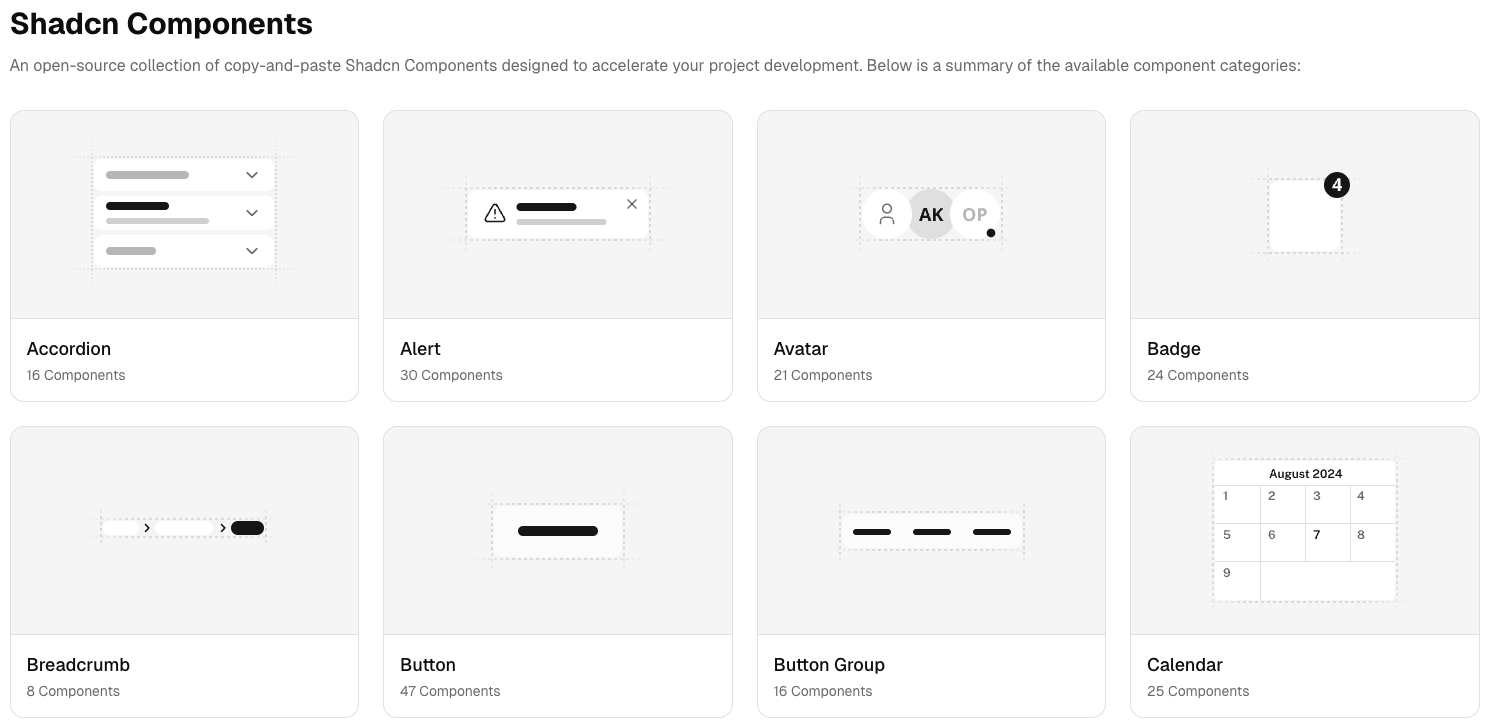 Shadcn Components
An open-source collection of copy-and-paste Shadcn Components designed to accelerate your project development. Below is a summary of the available component categories:
AK
OP
4
Accordion
16 Components
Alert
30 Components
Avatar
21 Components
Badge
24 Components
August 2024
1 2 3 4
5 6 7 8
9
Breadcrumb
8 Components
Button
47 Components
Button Group
16 Components
Calendar
25 Components